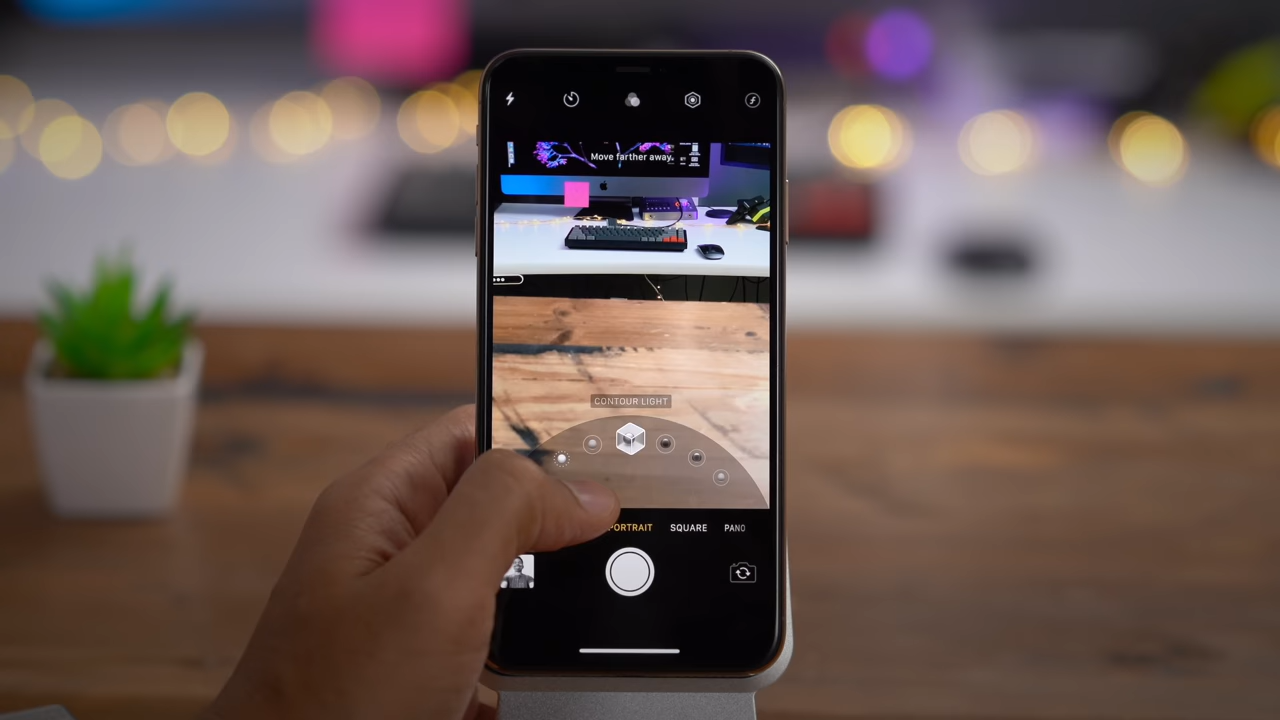 Move farther away.
CONTOUR LIGHT
PORTRAIT
SQUARE
PANO